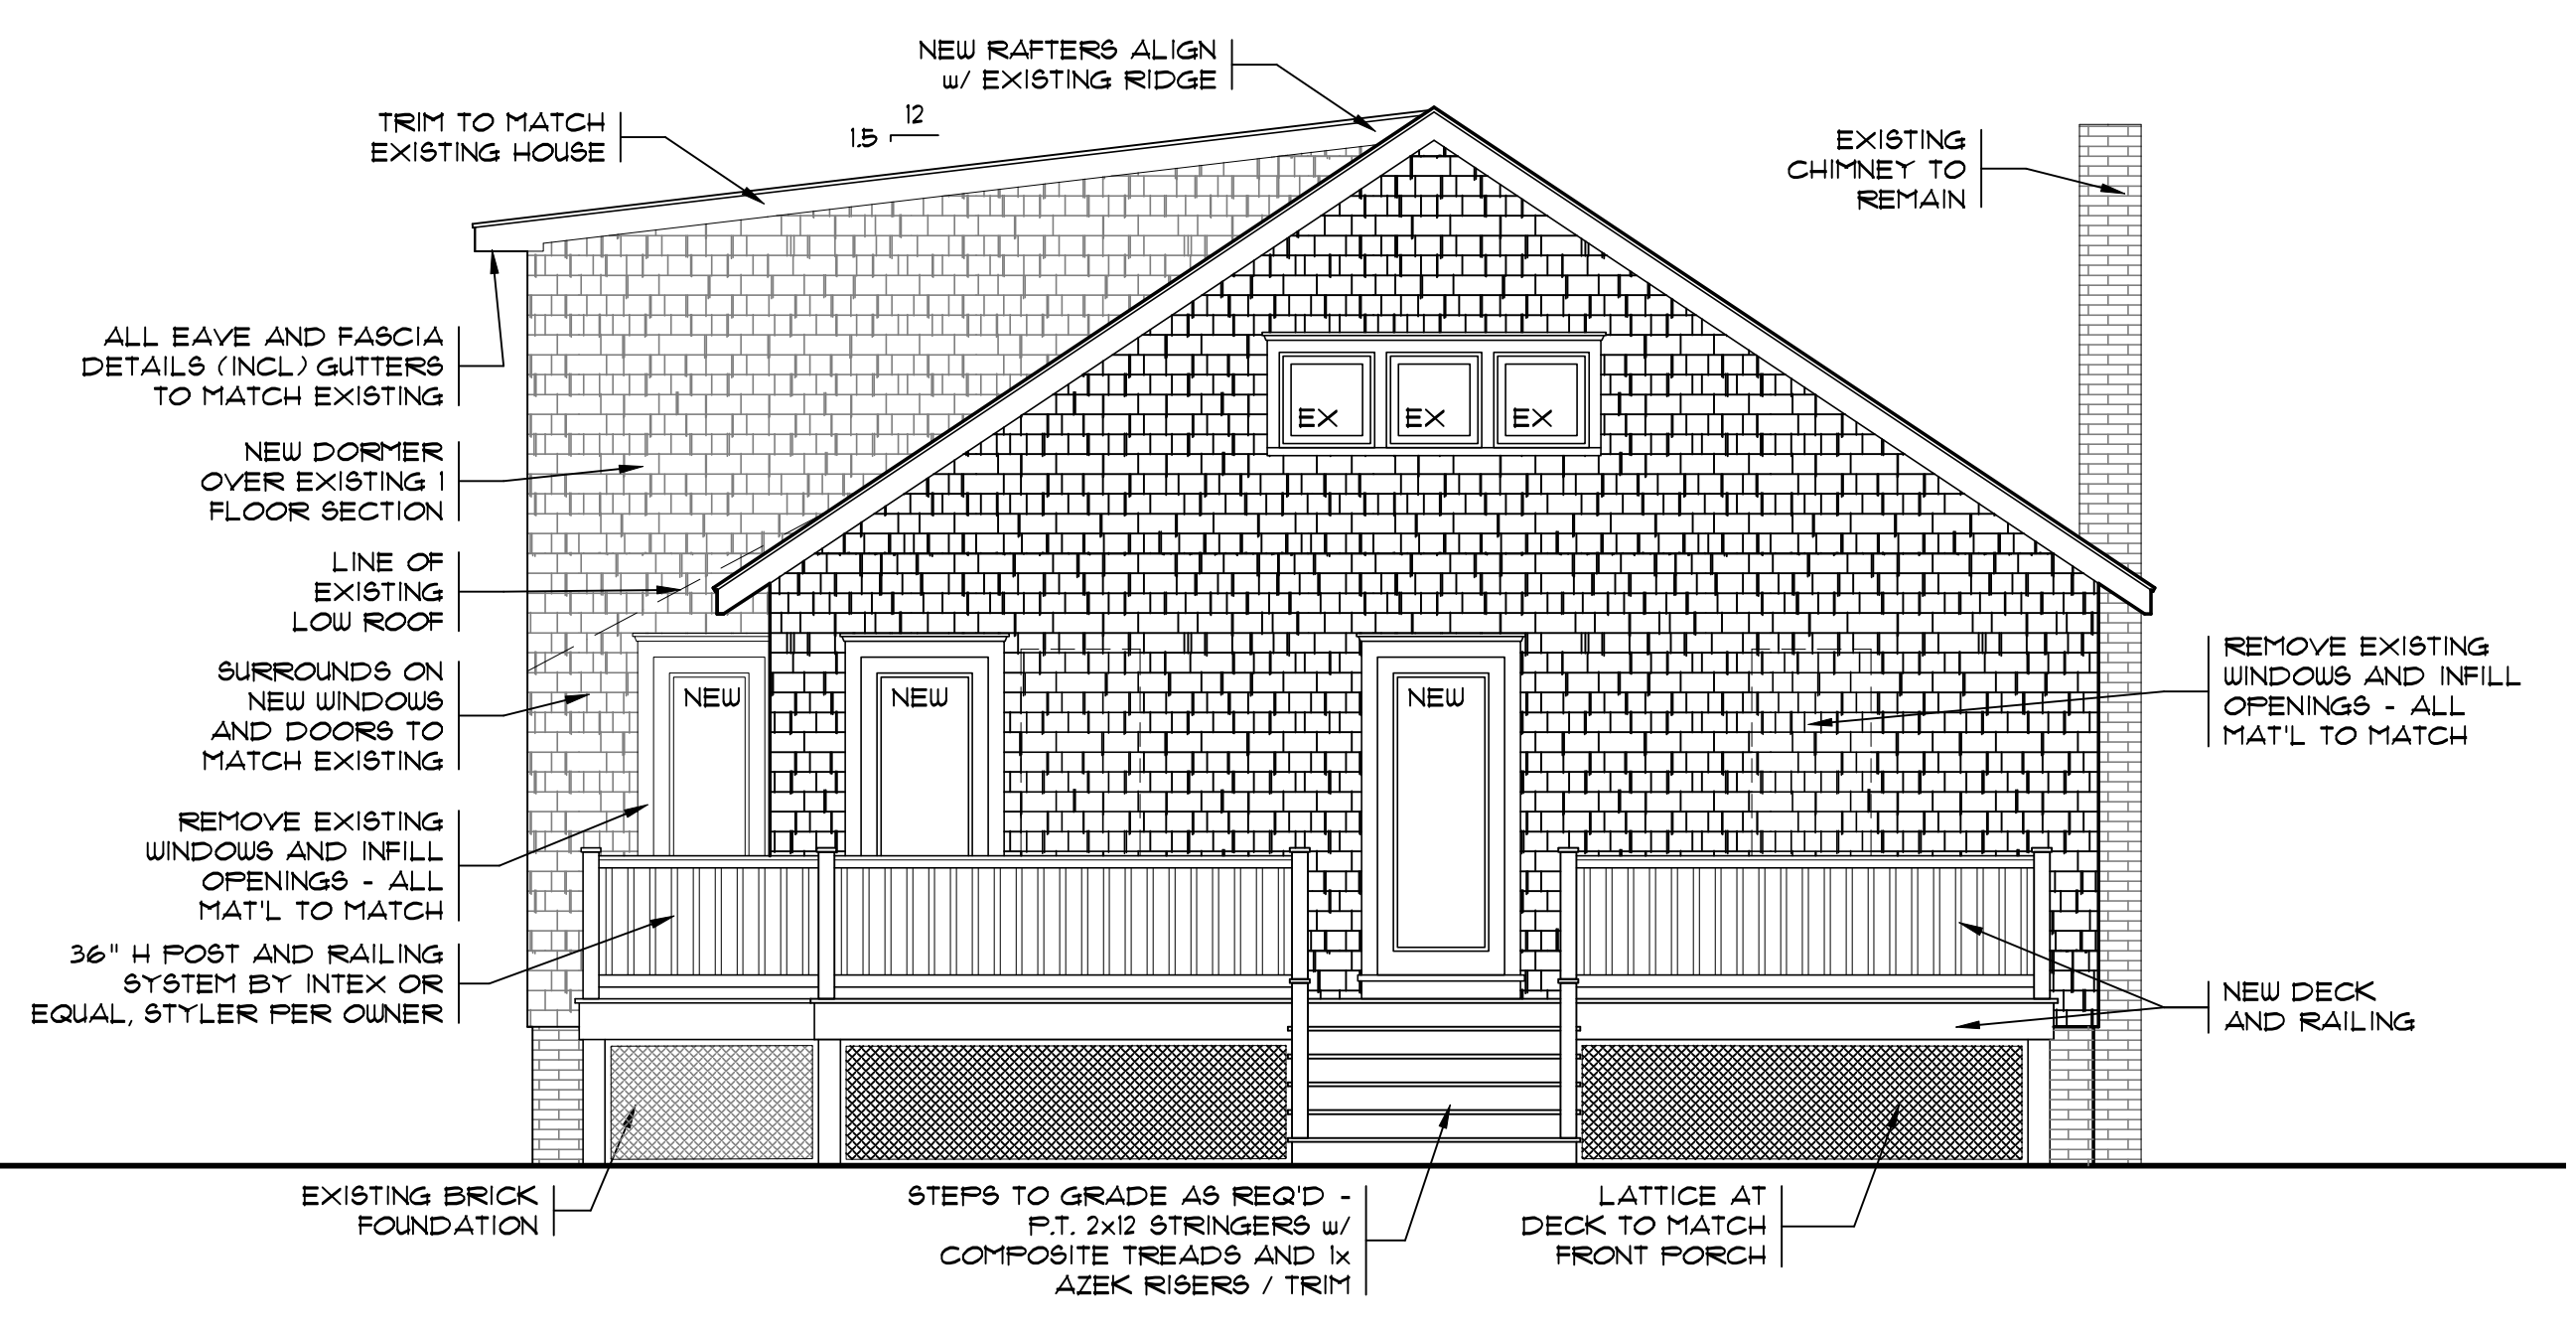 NEW RAFTERS ALIGN
w/ EXISTING RIDGE
12
1.5
TRIM TO MATCH
EXISTING HOUSE
EXISTING
CHIMNEY TO
REMAIN
ALL EAVE AND FASCIA
DETAILS (INCL) GUTTERS
TO MATCH EXISTING
EX EX EX
NEW DORMER
OVER EXISTING 1
FLOOR SECTION
LINE OF
EXISTING
LOW ROOF
SURROUNDS ON
NEW WINDOWS
AND DOORS TO
MATCH EXISTING
NEW NEW NEW
REMOVE EXISTING
WINDOWS AND INFILL
OPENINGS - ALL
MAT'L TO MATCH
REMOVE EXISTING
WINDOWS AND INFILL
OPENINGS - ALL
MAT'L TO MATCH
36" H POST AND RAILING
SYSTEM BY INTEX OR
EQUAL, STYLER PER OWNER
NEW DECK
AND RAILING
EXISTING BRICK
FOUNDATION
STEPS TO GRADE AS REQ'D -
P.T. 2x12 STRINGERS w/
COMPOSITE TREADS AND 1x
AZEK RISERS / TRIM
LATTICE AT
DECK TO MATCH
FRONT PORCH